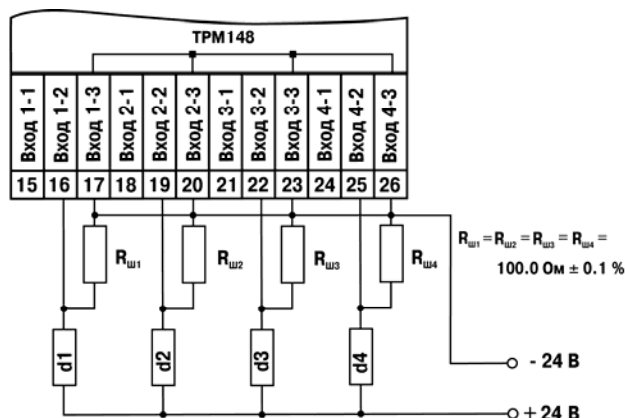 ТРМ148
Вход 1-1
Вход 1-2
Вход 1-3
Вход 2-1
Вход 2-2
Вход 2-3
Вход 3-1
Вход 3-2
Вход 3-3
Вход 4-1
Вход 4-2
Вход 4-3
15 16 17 18 19 20 21 22 23 24 25 26
Rш1 Rш2 Rш3 Rш4
Rш1 = Rш2 = Rш3 = Rш4 =
100.0 Ом ± 0.1 %
d1 d2 d3 d4
- 24 В
+ 24 В